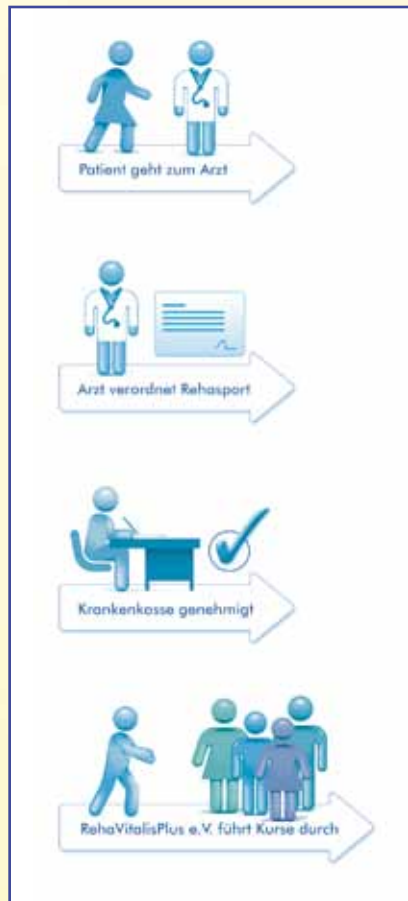 Patient geht zum Arzt
Arzt verordnet Rehasport
Krankenkasse genehmigt
RehaVitalisPlus e.V. führt Kurse durch